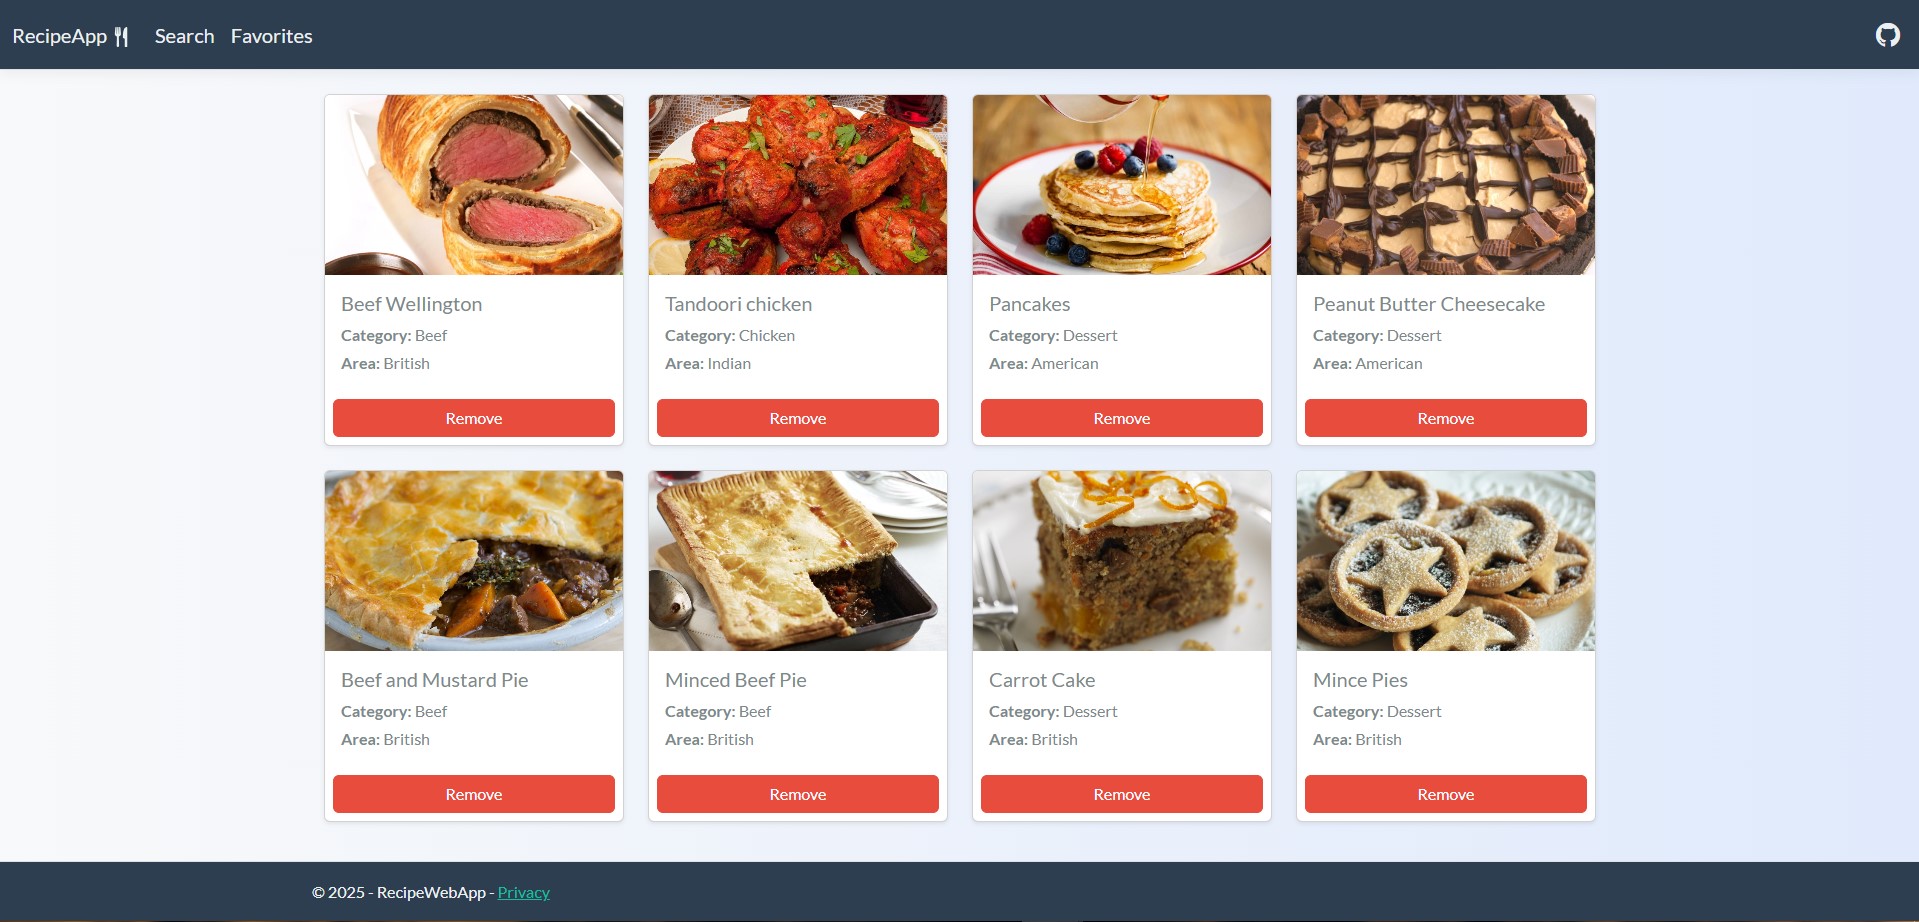 RecipeApp Search Favorites
Beef Wellington
Category: Beef
Area: British
Remove
Tandoori chicken
Category: Chicken
Area: Indian
Remove
Pancakes
Category: Dessert
Area: American
Remove
Peanut Butter Cheesecake
Category: Dessert
Area: American
Remove
Beef and Mustard Pie
Category: Beef
Area: British
Remove
Minced Beef Pie
Category: Beef
Area: British
Remove
Carrot Cake
Category: Dessert
Area: British
Remove
Mince Pies
Category: Dessert
Area: British
Remove
© 2025 - RecipeWebApp - Privacy